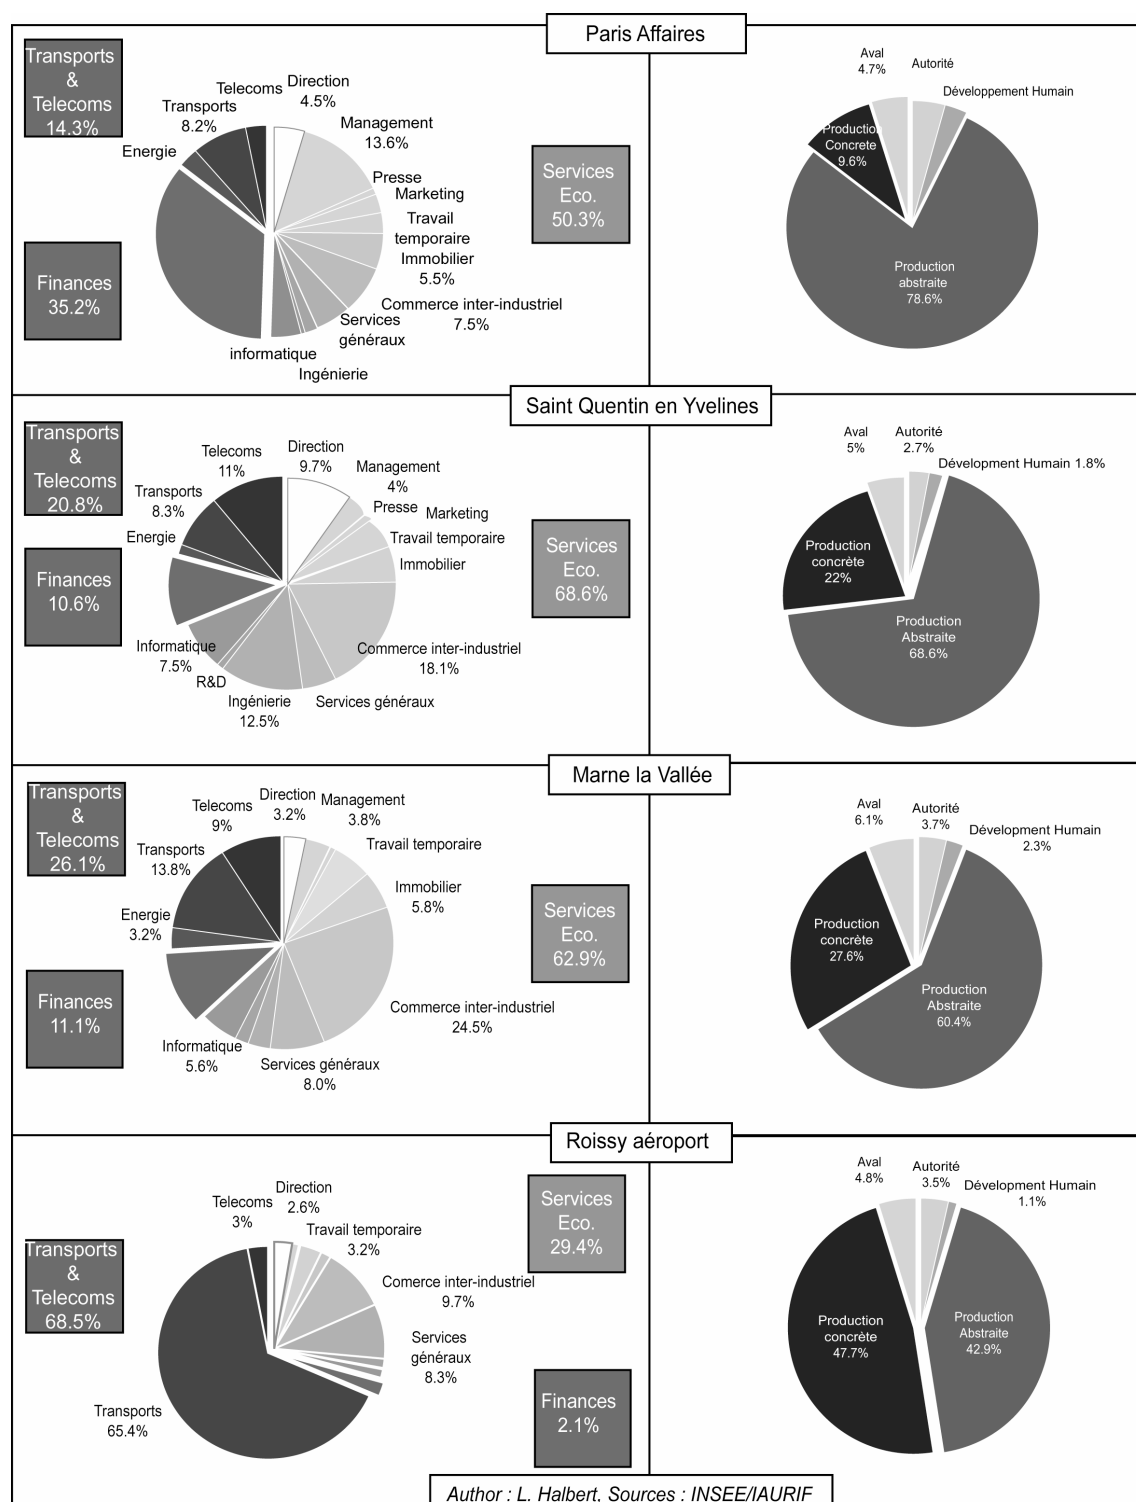 Paris Affaires
Transports
&
Telecoms
14.3%
Telecoms
Direction
4.5%
Transports
8.2%
Management
13.6%
Energie
Presse
Marketing
Travail
temporaire
Immobilier
5.5%
Commerce inter-industriel
7.5%
Services
généraux
informatique
Ingénierie
Finances
35.2%
Services
Eco.
50.3%
Aval
4.7%
Autorité
Développement Humain
Production
Concrete
9.6%
Production
abstraite
78.6%
Saint Quentin en Yvelines
Transports
&
Telecoms
20.8%
Telecoms
11%
Direction
9.7%
Management
4%
Transports
8.3%
Presse
Marketing
Energie
Travail temporaire
Immobilier
Finances
10.6%
Informatique
7.5%
R&D
Ingénierie
12.5%
Services généraux
Commerce inter-industriel
18.1%
Services
Eco.
68.6%
Aval
5%
Autorité
2.7%
Dévelopment Humain 1.8%
Production
concrète
22%
Production
Abstraite
68.6%
Marne la Vallée
Transports
&
Telecoms
26.1%
Telecoms
9%
Direction
3.2%
Management
3.8%
Transports
13.8%
Travail temporaire
Immobilier
5.8%
Energie
3.2%
Finances
11.1%
Commerce inter-industriel
24.5%
Informatique
5.6%
Services généraux
8.0%
Services
Eco.
62.9%
Aval
6.1%
Autorité
3.7%
Dévelopment Humain
2.3%
Production
concrète
27.6%
Production
Abstraite
60.4%
Roissy aéroport
Transports
&
Telecoms
68.5%
Telecoms
3%
Direction
2.6%
Travail temporaire
3.2%
Comerce inter-industriel
9.7%
Services
généraux
8.3%
Transports
65.4%
Services
Eco.
29.4%
Finances
2.1%
Aval
4.8%
Autorité
3.5%
Dévelopment Humain
1.1%
Production
concrète
47.7%
Production
Abstraite
42.9%
Author : L. Halbert, Sources : INSEE/IAURIF